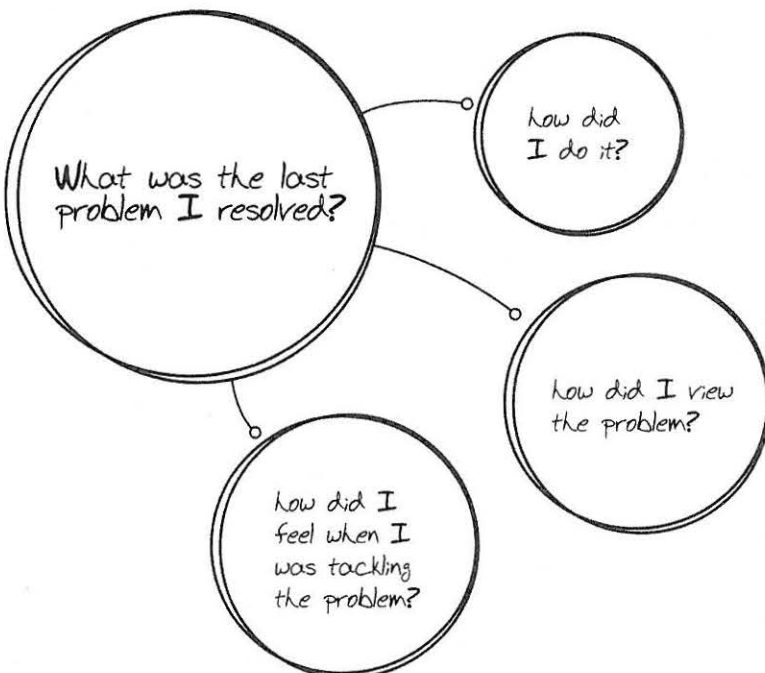 What was the last
problem I resolved?
how did
I do it?
how did I view
the problem?
how did I
feel when I
was tackling
the problem?